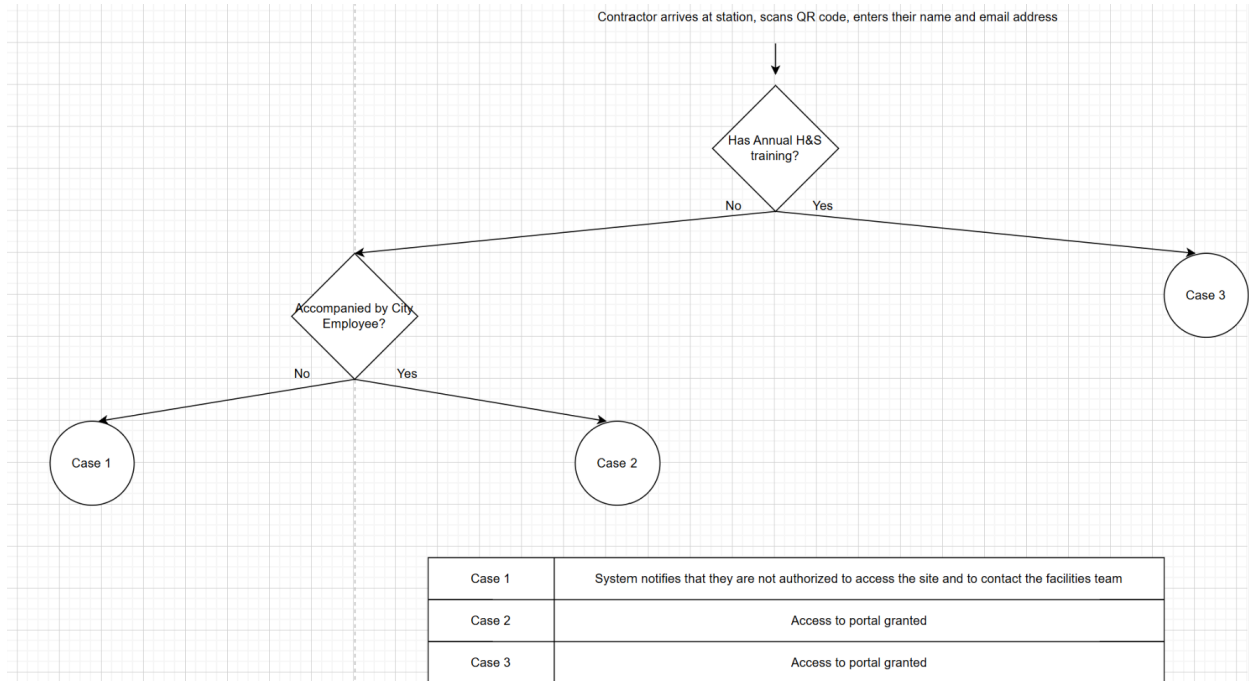 Contractor arrives at station, scans QR code, enters their name and email address
Has Annual H&S
training?
No
Yes
Accompanied by City
Employee?
Case 3
No
Yes
Case 1
Case 2
Case 1
System notifies that they are not authorized to access the site and to contact the facilities team
Case 2
Access to portal granted
Case 3
Access to portal granted